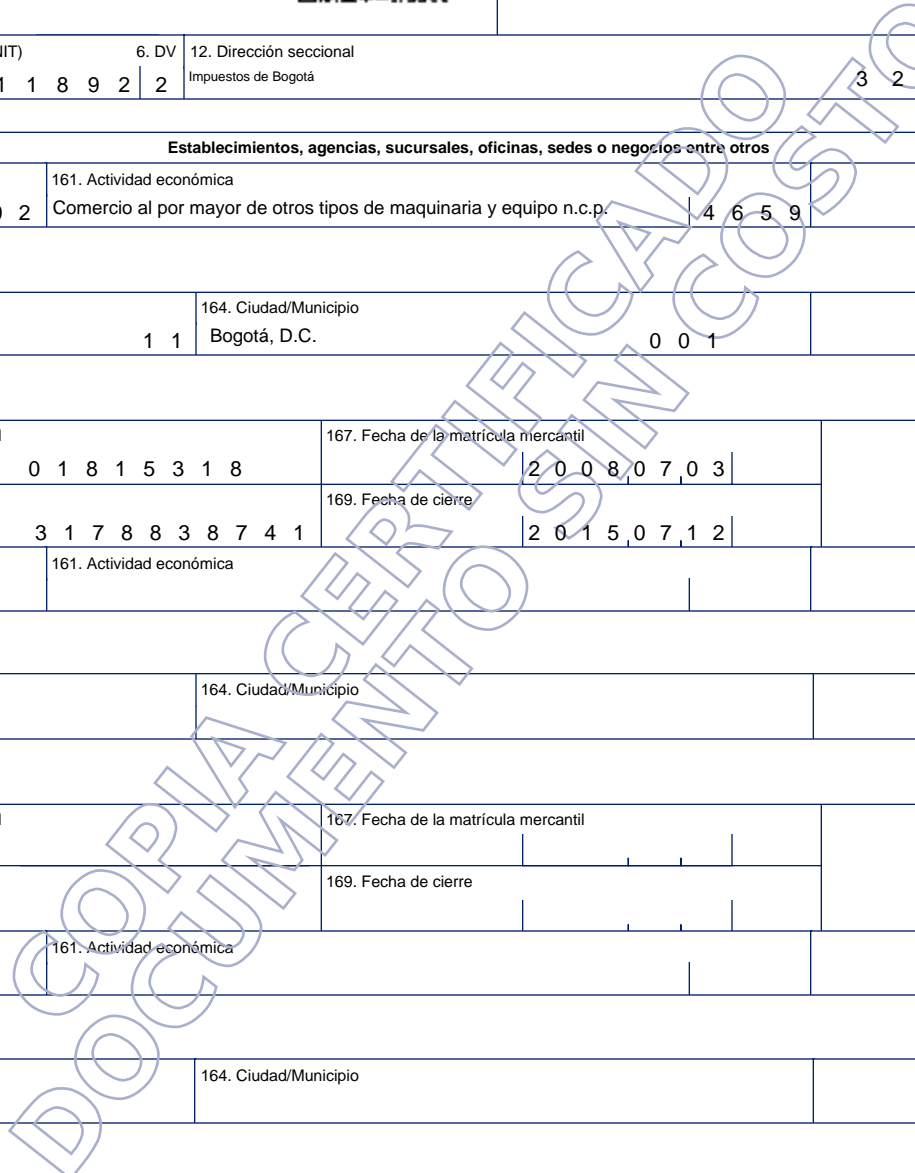 NIT) 6. DV 12. Dirección seccional
1 1 8 9 2 2 Impuestos de Bogotá 3 2
Establecimientos, agencias, sucursales, oficinas, sedes o negocios entre otros
161. Actividad económica
2 Comercio al por mayor de otros tipos de maquinaria y equipo n.c.p. 4 6 5 9
164. Ciudad/Municipio
1 1 Bogotá, D.C. 0 0 1
167. Fecha de la matrícula mercantil
0 1 8 1 5 3 1 8 2 0 0 8 0 7 0 3
169. Fecha de cierre
3 1 7 8 8 3 8 7 4 1 2 0 1 5 0 7 1 2
161. Actividad económica
164. Ciudad/Municipio
167. Fecha de la matrícula mercantil
169. Fecha de cierre
161. Actividad económica
164. Ciudad/Municipio
COPIA CERTIFICADO
DOCUMENTO SIN COSTO